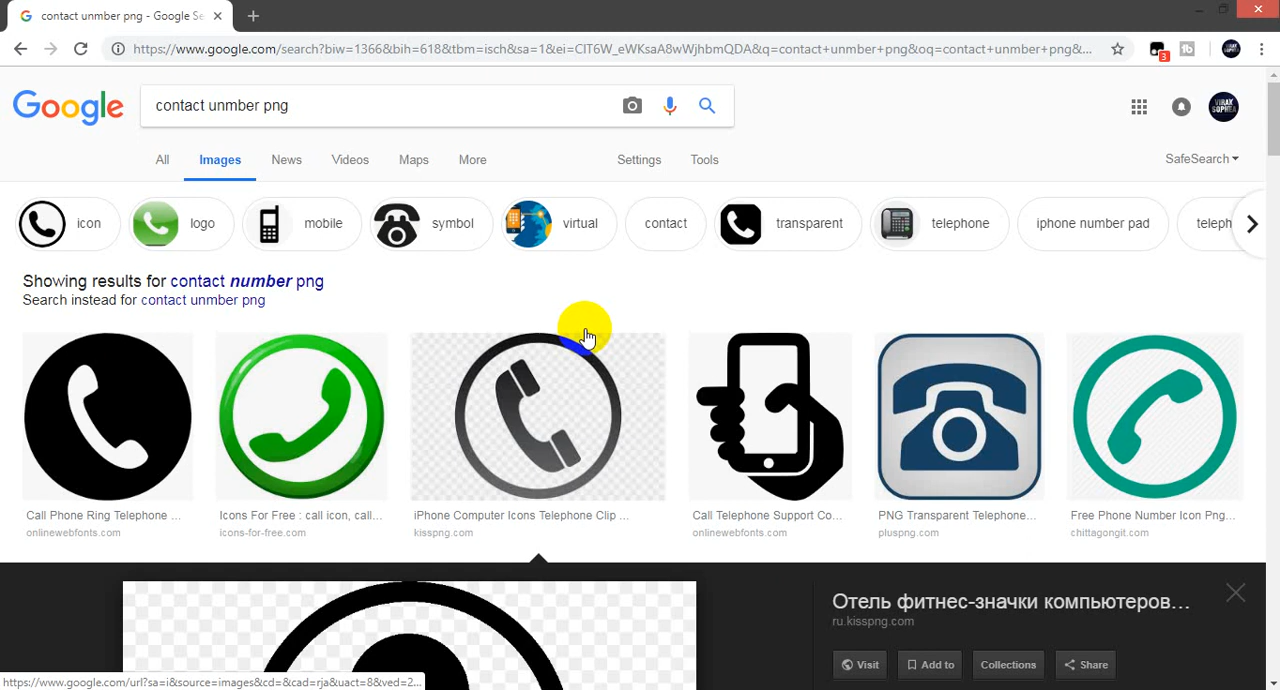 contact unmber png - Google Se
https://www.google.com/search?biw=1366&bih=618&tbm=isch&sa=1&ei=CIT6W_eWKsaA8wWjhbmQDA&q=contact+unmber+png&oq=contact+unmber+png&...
3
Google
contact unmber png
VIRAK SOPHEA
All Images News Videos Maps More Settings Tools
SafeSearch
icon logo mobile symbol virtual contact transparent telephone iphone number pad teleph
Showing results for contact number png
Search instead for contact unmber png
Call Phone Ring Telephone ...
onlinewebfonts.com
Icons For Free : call icon, call...
icons-for-free.com
iPhone Computer Icons Telephone Clip ...
kisspng.com
Call Telephone Support Co...
onlinewebfonts.com
PNG Transparent Telephone...
pluspng.com
Free Phone Number Icon Png...
chittagongit.com
Отель фитнес-значки компьютеров...
ru.kisspng.com
Visit Add to Collections Share
https://www.google.com/url?sa=i&source=images&cd=&cad=rja&uact=8&ved=2...